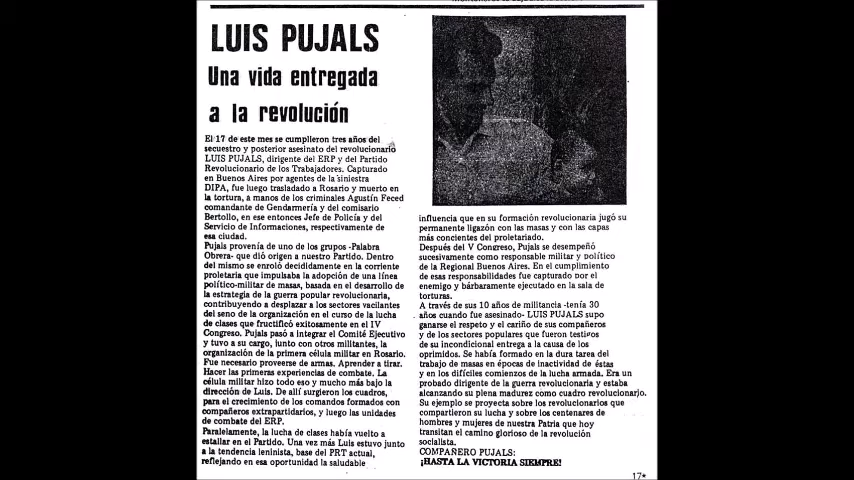 LUIS PUJALS
Una vida entregada
a la revolución
El 17 de este mes se cumplieron tres años del
secuestro y posterior asesinato del revolucionario
LUIS PUJALS, dirigente del ERP y del Partido
Revolucionario de los Trabajadores. Capturado
en Buenos Aires por agentes de la siniestra
DIPA, fue luego trasladado a Rosario y muerto en
la tortura, a manos de los criminales Agustín Feced
comandante de Gendarmería y del comisario
Bertollo, en ese entonces Jefe de Policía y del
Servicio de Informaciones, respectivamente de
esa ciudad.
Pujals provenía de uno de los grupos -Palabra
Obrera- que dió origen a nuestro Partido. Dentro
del mismo se enroló decididamente en la corriente
proletaria que impulsaba la adopción de una línea
político-militar de masas, basada en el desarrollo de
la estrategia de la guerra popular revolucionaria,
contribuyendo a desplazar a los sectores vacilantes
del seno de la organización en el curso de la lucha
de clases que fructificó exitosamente en el IV
Congreso. Pujals pasó a integrar el Comité Ejecutivo
y tuvo a su cargo, junto con otros militantes, la
organización de la primera célula militar en Rosario.
Fue necesario proveerse de armas. Aprender a tirar.
Hacer las primeras experiencias de combate. La
célula militar hizo todo eso y mucho más bajo la
dirección de Luis. De allí surgieron los cuadros,
para el crecimiento de los comandos formados con
compañeros extrapartidarios, y luego las unidades
de combate del ERP.
Paralelamente, la lucha de clases había vuelto a
estallar en el Partido. Una vez más Luis estuvo junto
a la tendencia leninista, base del PRT actual,
reflejando en esa oportunidad la saludable
influencia que en su formación revolucionaria jugó su
permanente ligazón con las masas y con las capas
más concientes del proletariado.
Después del V Congreso, Pujals se desempeñó
sucesivamente como responsable militar y político
de la Regional Buenos Aires. En el cumplimiento
de esas responsabilidades fue capturado por el
enemigo y bárbaramente ejecutado en la sala de
torturas.
A través de sus 10 años de militancia -tenía 30
años cuando fue asesinado- LUIS PUJALS supo
ganarse el respeto y el cariño de sus compañeros
y de los sectores populares que fueron testigos
de su incondicional entrega a la causa de los
oprimidos. Se había formado en la dura tarea del
trabajo de masas en épocas de inactividad de éstas
y en los difíciles comienzos de la lucha armada. Era un
probado dirigente de la guerra revolucionaria y estaba
alcanzando su plena madurez como cuadro revolucionario.
Su ejemplo se proyecta sobre los revolucionarios que
compartieron su lucha y sobre los centenares de
hombres y mujeres de nuestra Patria que hoy
transitan el camino glorioso de la revolución
socialista.
COMPAÑERO PUJALS:
¡HASTA LA VICTORIA SIEMPRE!
17*